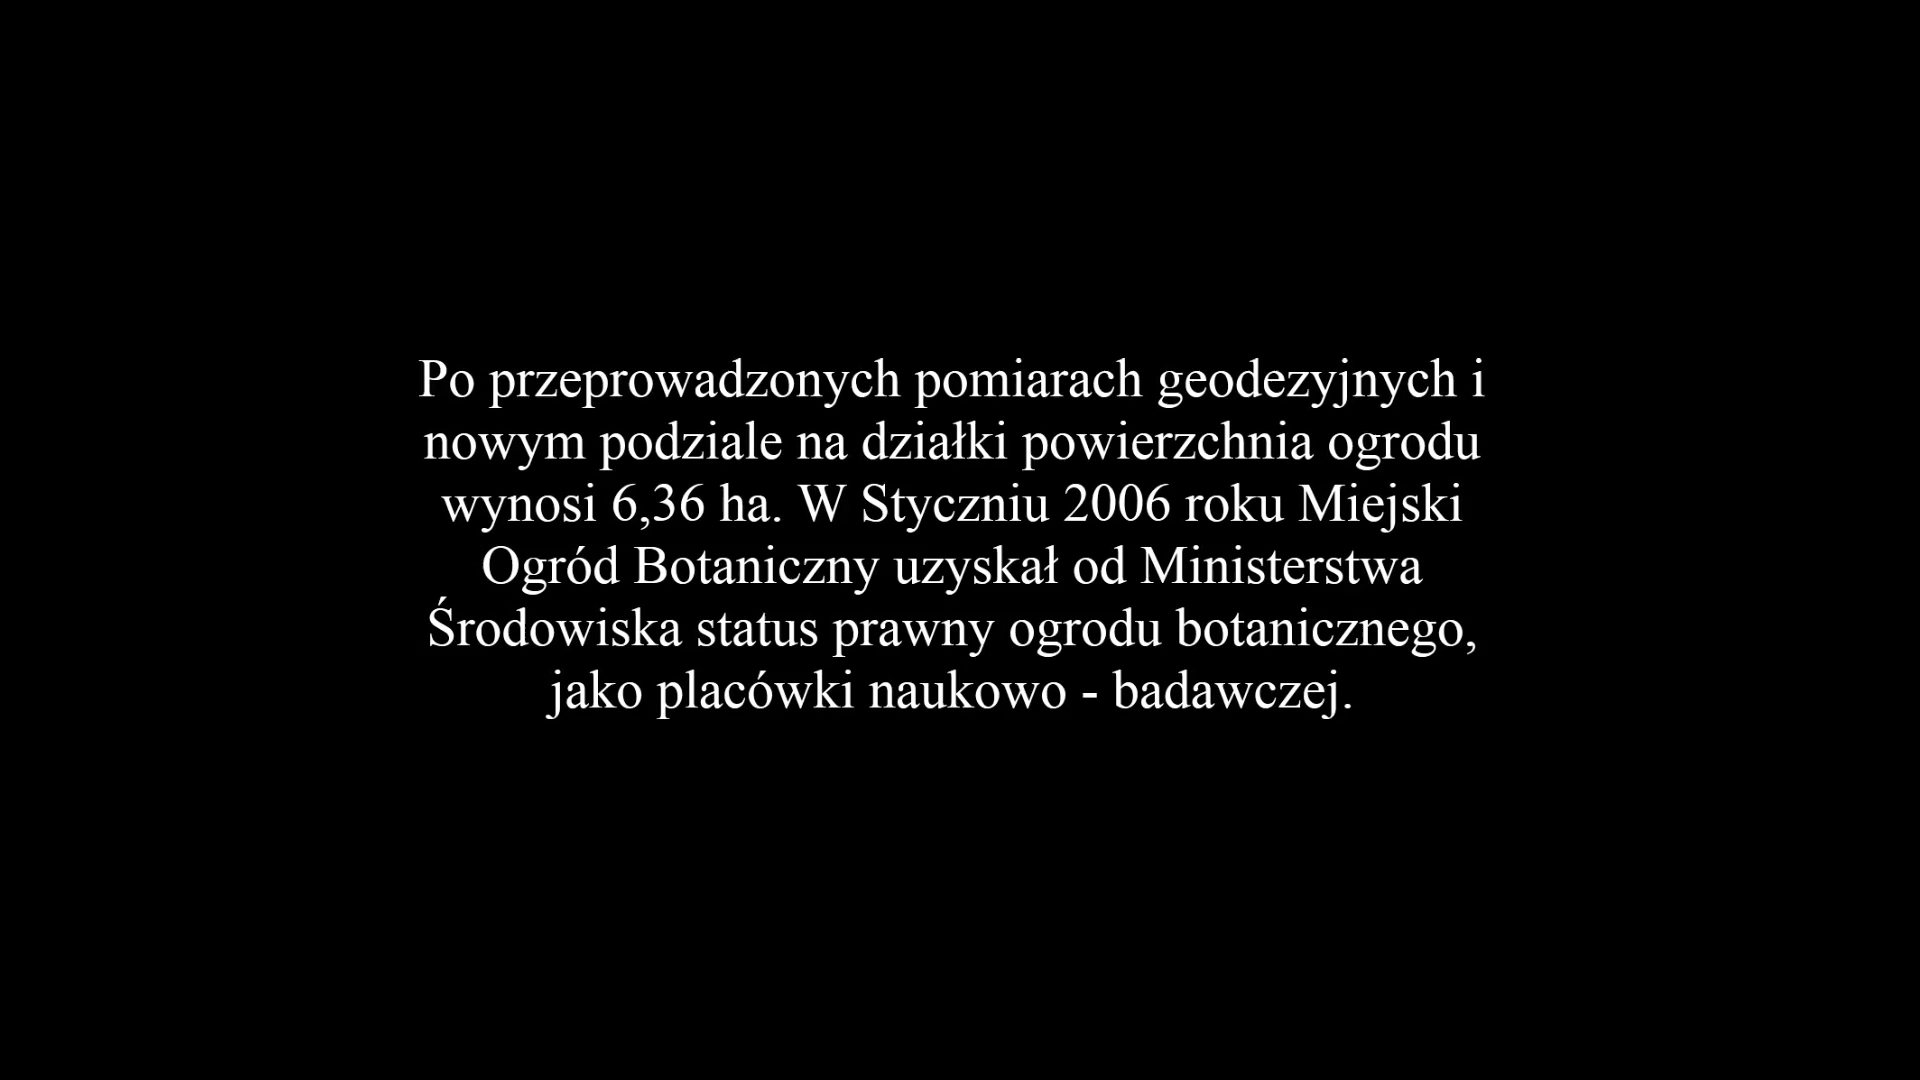 Po przeprowadzonych pomiarach geodezyjnych i
nowym podziale na działki powierzchnia ogrodu
wynosi 6,36 ha. W Styczniu 2006 roku Miejski
Ogród Botaniczny uzyskał od Ministerstwa
Środowiska status prawny ogrodu botanicznego,
jako placówki naukowo - badawczej.